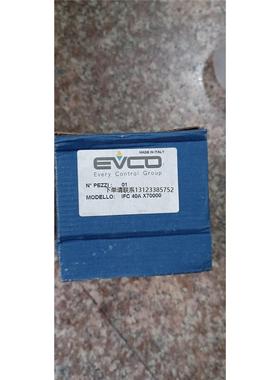 MADE IN ITALY
EVCO
Every Control Group
N° PEZZI: 01
下单请联系13123385752
MODELLO: IFC 40A X70000